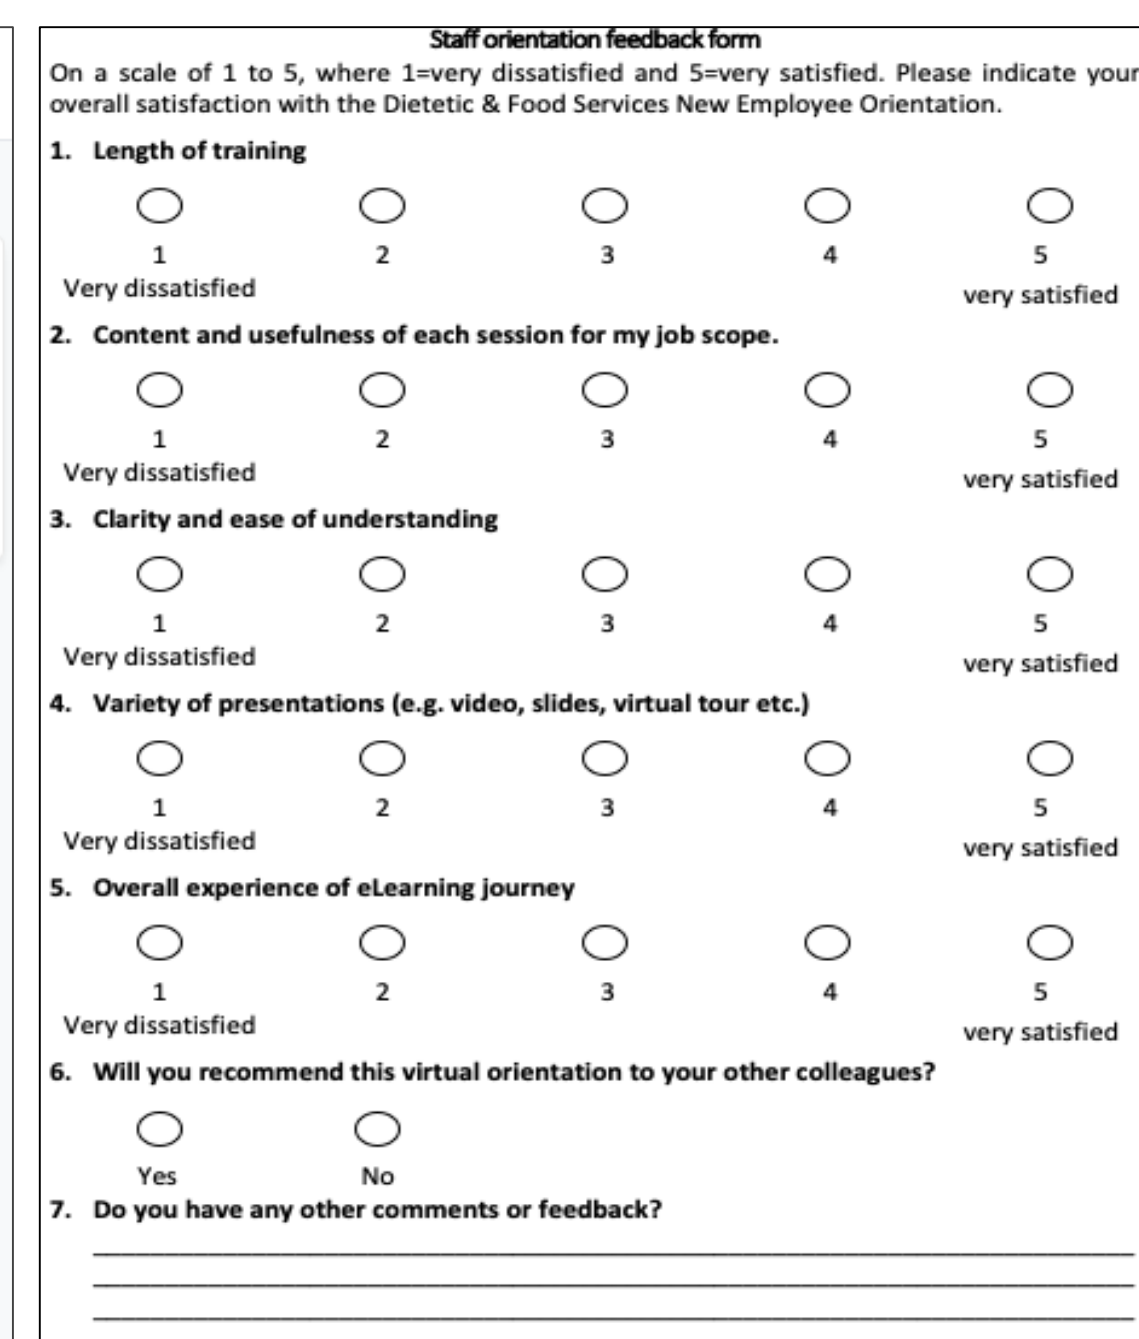 Staff orientation feedback form
On a scale of 1 to 5, where 1=very dissatisfied and 5=very satisfied. Please indicate your
overall satisfaction with the Dietetic & Food Services New Employee Orientation.
1. Length of training
1 2 3 4 5
Very dissatisfied very satisfied
2. Content and usefulness of each session for my job scope.
1 2 3 4 5
Very dissatisfied very satisfied
3. Clarity and ease of understanding
1 2 3 4 5
Very dissatisfied very satisfied
4. Variety of presentations (e.g. video, slides, virtual tour etc.)
1 2 3 4 5
Very dissatisfied very satisfied
5. Overall experience of eLearning journey
1 2 3 4 5
Very dissatisfied very satisfied
6. Will you recommend this virtual orientation to your other colleagues?
Yes No
7. Do you have any other comments or feedback?